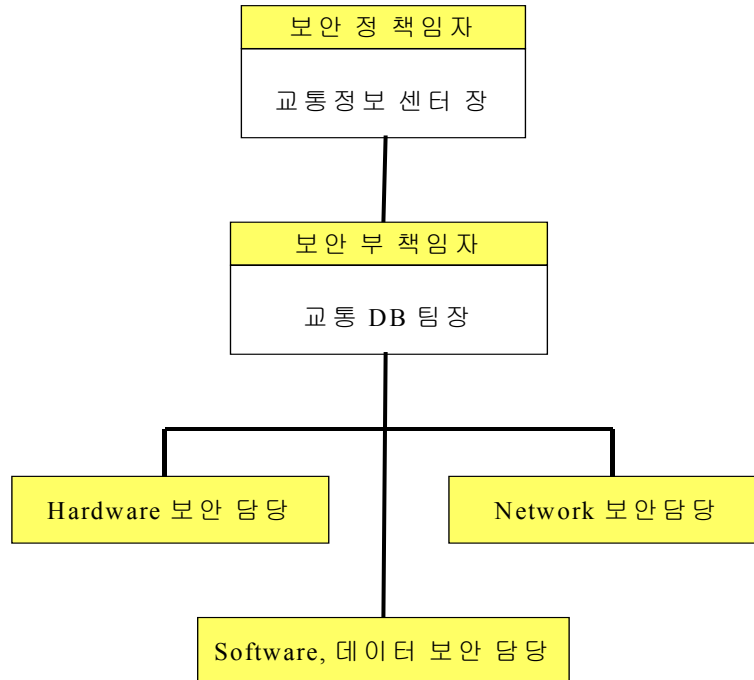 보안 정 책임자
교통정보 센터 장
보안 부 책임자
교통 DB 팀장
Hardware 보안 담당
Network 보안담당
Software, 데이터 보안 담당